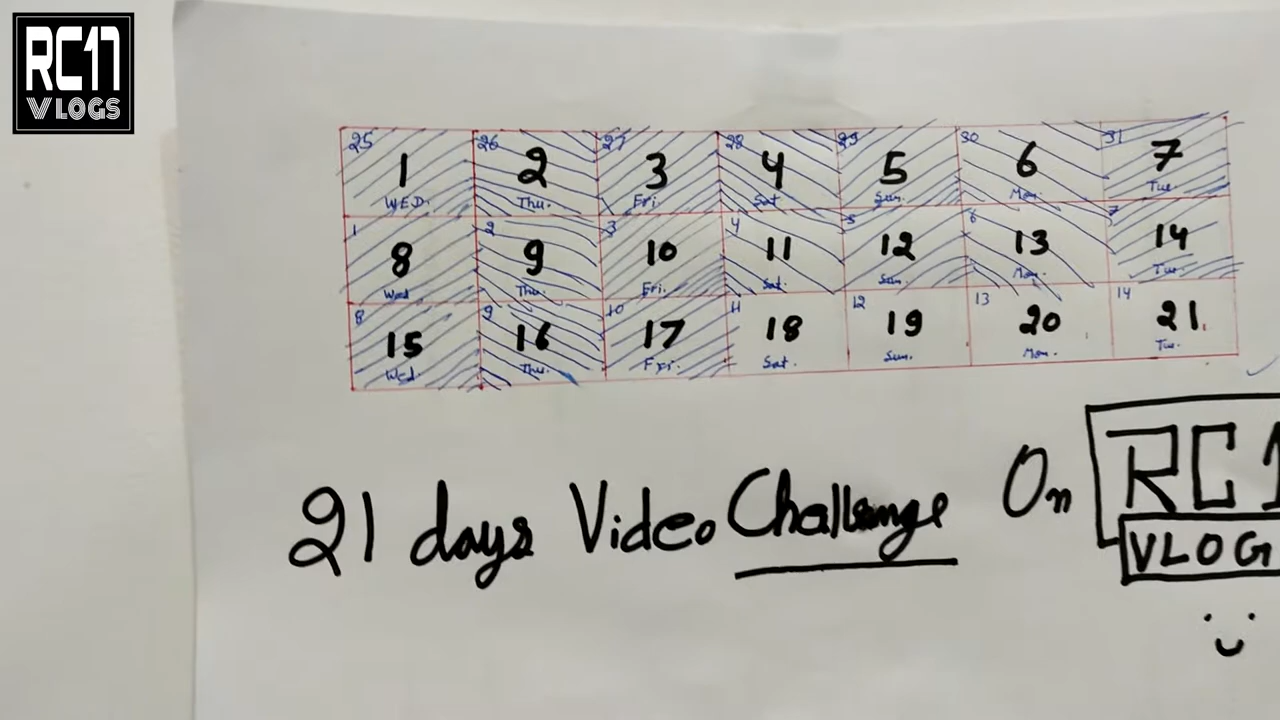 RC17
VLOGS
25 26 27 28 29 30 31
1 2 3 4 5 6 7
WED. Thu. Fri. Sat Sun. Mon. Tue
1 2 3 4 5 6 7
8 9 10 11 12 13 14
Wed Thu. Fri. Sat. Sun. Mon. Tue.
8 9 10 11 12 13 14
15 16 17 18 19 20 21
Wed. Thu. Fri. Sat. Sun. Mon. Tue.
21 days Video Challenge On RC1
VLOG